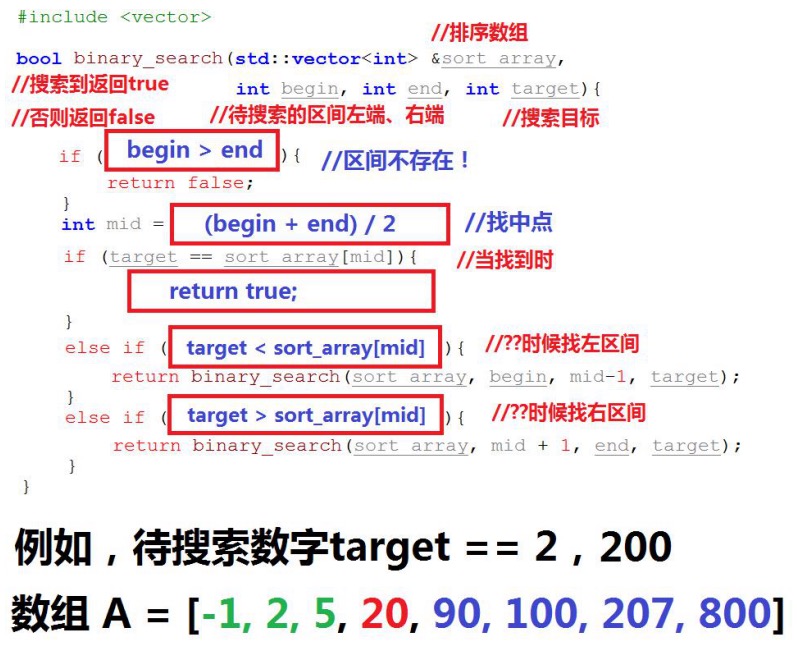 #include <vector>
//排序数组
bool binary_search(std::vector<int> &sort_array,
//搜索到返回true
int begin, int end, int target){
//否则返回false //待搜索的区间左端、右端 //搜索目标
if ( begin > end ){ //区间不存在！
return false;
}
int mid = (begin + end) / 2 //找中点
if (target == sort_array[mid]){ //当找到时
return true;
}
else if ( target < sort_array[mid] ){ //??时候找左区间
return binary_search(sort_array, begin, mid-1, target);
}
else if ( target > sort_array[mid] ){ //??时候找右区间
return binary_search(sort_array, mid + 1, end, target);
}
}
例如，待搜索数字target == 2，200
数组 A = [-1, 2, 5, 20, 90, 100, 207, 800]